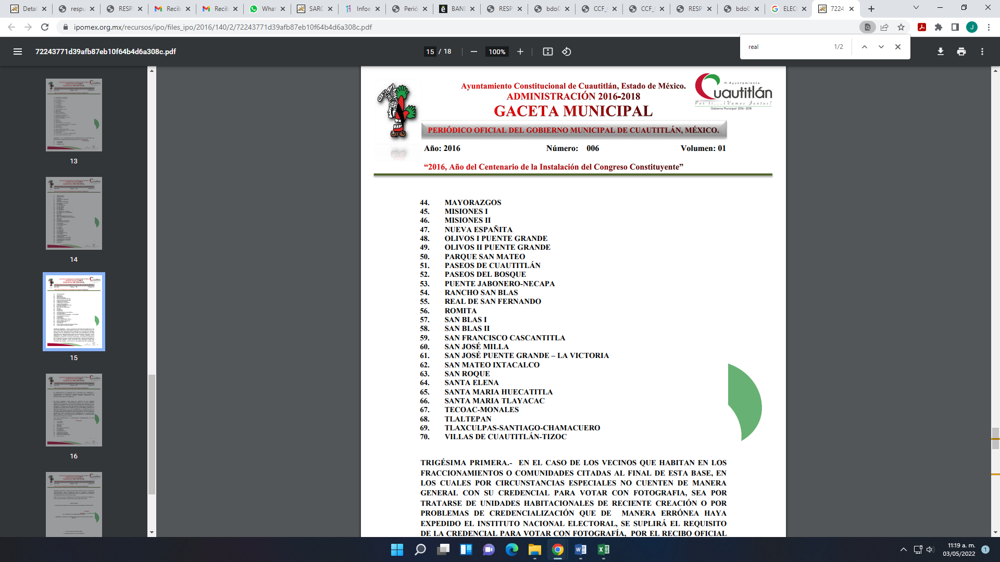 Detal
respu
RESP
Recib
Recib
What
SARC
Infoe
Perió
BAND
RESP
bdo0
CCF_
CCF_
RESP
bdo0
ELEC
7224
ipomex.org.mx/recursos/ipo/files_ipo/2016/140/2/72243771d39afb87eb10f64b4d6a308c.pdf
J
real 1/2
72243771d39afb87eb10f64b4d6a308c.pdf
15 / 18
100%
13
14
15
16
Ayuntamiento Constitucional de Cuautitlán, Estado de México.
ADMINISTRACIÓN 2016-2018
GACETA MUNICIPAL
H. Ayuntamiento
Cuautitlán
Por ti...¡Vamos Juntos!
Gobierno Municipal 2016-2018
PERIÓDICO OFICIAL DEL GOBIERNO MUNICIPAL DE CUAUTITLÁN, MÉXICO.
Año: 2016 Número: 006 Volumen: 01
“2016, Año del Centenario de la Instalación del Congreso Constituyente”
44. MAYORAZGOS
45. MISIONES I
46. MISIONES II
47. NUEVA ESPAÑITA
48. OLIVOS I PUENTE GRANDE
49. OLIVOS II PUENTE GRANDE
50. PARQUE SAN MATEO
51. PASEOS DE CUAUTITLÁN
52. PASEOS DEL BOSQUE
53. PUENTE JABONERO-NECAPA
54. RANCHO SAN BLAS
55. REAL DE SAN FERNANDO
56. ROMITA
57. SAN BLAS I
58. SAN BLAS II
59. SAN FRANCISCO CASCANTITLA
60. SAN JOSÉ MILLA
61. SAN JOSÉ PUENTE GRANDE – LA VICTORIA
62. SAN MATEO IXTACALCO
63. SAN ROQUE
64. SANTA ELENA
65. SANTA MARIA HUECATITLA
66. SANTA MARIA TLAYACAC
67. TECOAC-MONALES
68. TLALTEPAN
69. TLAXCULPAS-SANTIAGO-CHAMACUERO
70. VILLAS DE CUAUTITLÁN-TIZOC
TRIGÉSIMA PRIMERA.- EN EL CASO DE LOS VECINOS QUE HABITAN EN LOS
FRACCIONAMIENTOS O COMUNIDADES CITADAS AL FINAL DE ESTA BASE, EN
LOS CUALES POR CIRCUNSTANCIAS ESPECIALES NO CUENTEN DE MANERA
GENERAL CON SU CREDENCIAL PARA VOTAR CON FOTOGRAFIA, SEA POR
TRATARSE DE UNIDADES HABITACIONALES DE RECIENTE CREACIÓN O POR
PROBLEMAS DE CREDENCIALIZACIÓN QUE DE MANERA ERRÓNEA HAYA
EXPEDIDO EL INSTITUTO NACIONAL ELECTORAL, SE SUPLIRÁ EL REQUISITO
DE LA CREDENCIAL PARA VOTAR CON FOTOGRAFÍA, POR EL RECIBO OFICIAL
11:19 a. m.
03/05/2022
1